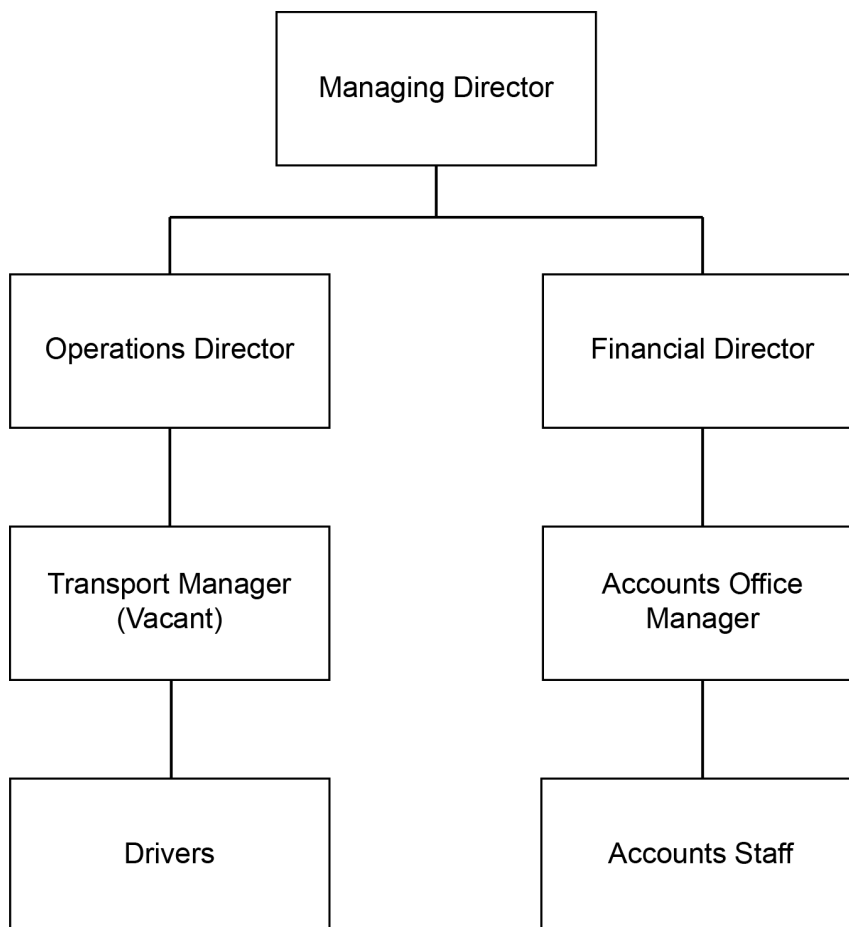 Managing Director
Operations Director
Financial Director
Transport Manager
(Vacant)
Accounts Office
Manager
Drivers
Accounts Staff